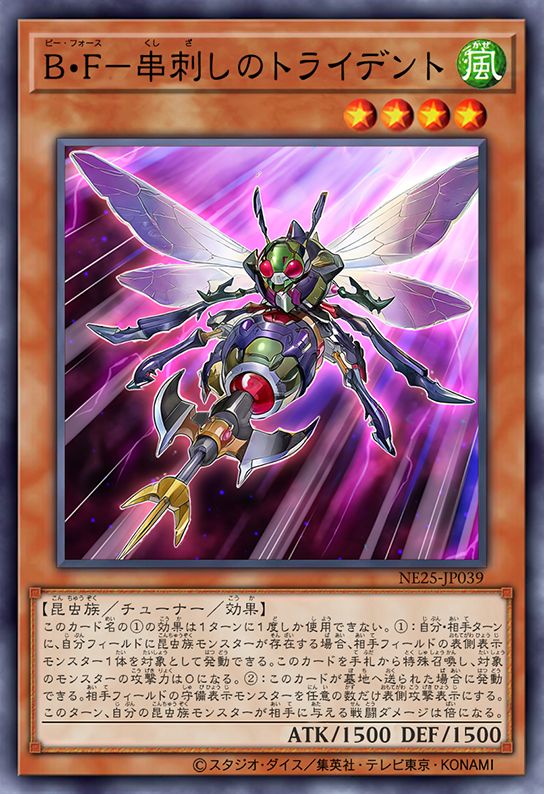 ビー・フォース くしざ
B・F－串刺しのトライデント
かぜ
風
NE25-JP039
【昆虫族／チューナー／効果】
このカード名の①の効果は1ターンに1度しか使用できない。①：自分・相手ターン
に、自分フィールドに昆虫族モンスターが存在する場合、相手フィールドの表側表示
モンスター1体を対象として発動できる。このカードを手札から特殊召喚し、対象
のモンスターの攻撃力は0になる。②：このカードが墓地へ送られた場合に発動
できる。相手フィールドの守備表示モンスターを任意の数だけ表側攻撃表示にする。
このターン、自分の昆虫族モンスターが相手に与える戦闘ダメージは倍になる。
ATK/1500 DEF/1500
©スタジオ・ダイス／集英社・テレビ東京・KONAMI